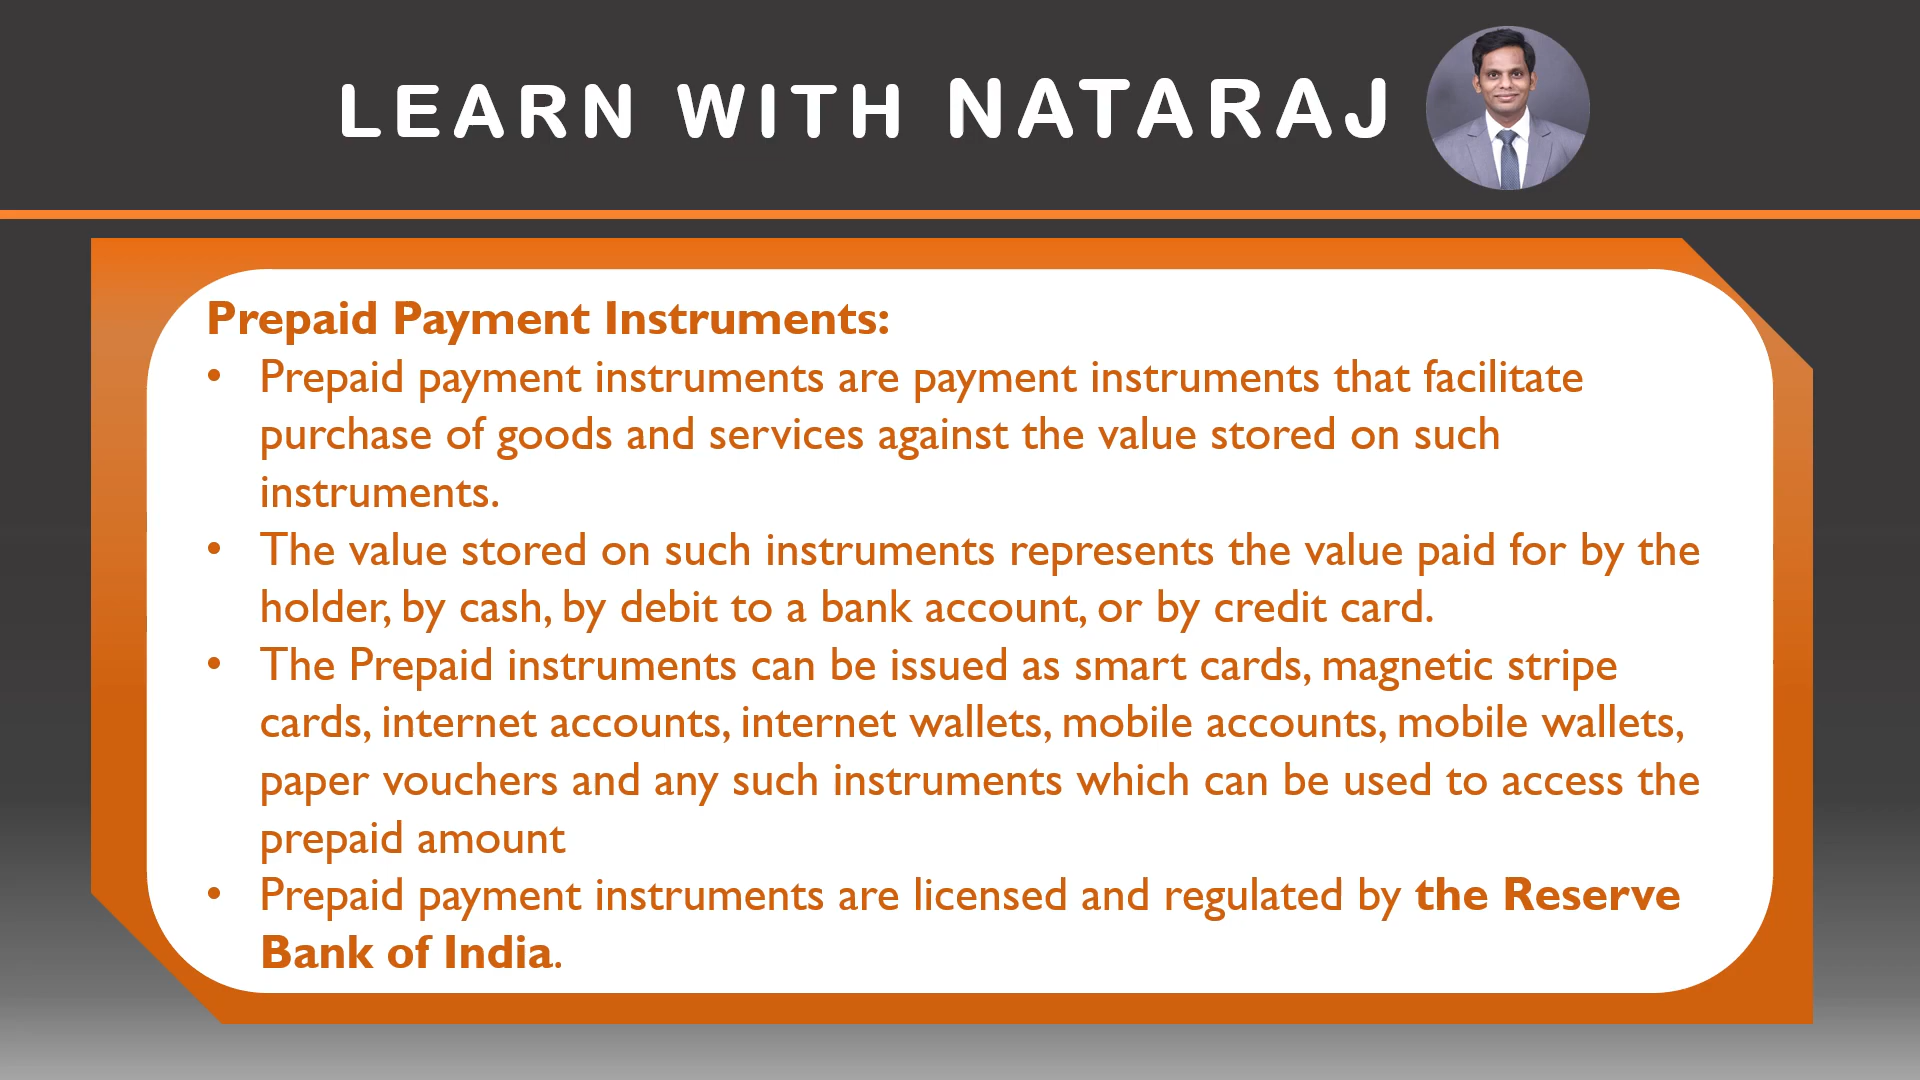 LEARN WITH NATARAJ
Prepaid Payment Instruments:
• Prepaid payment instruments are payment instruments that facilitate
purchase of goods and services against the value stored on such
instruments.
• The value stored on such instruments represents the value paid for by the
holder, by cash, by debit to a bank account, or by credit card.
• The Prepaid instruments can be issued as smart cards, magnetic stripe
cards, internet accounts, internet wallets, mobile accounts, mobile wallets,
paper vouchers and any such instruments which can be used to access the
prepaid amount
• Prepaid payment instruments are licensed and regulated by the Reserve
Bank of India.